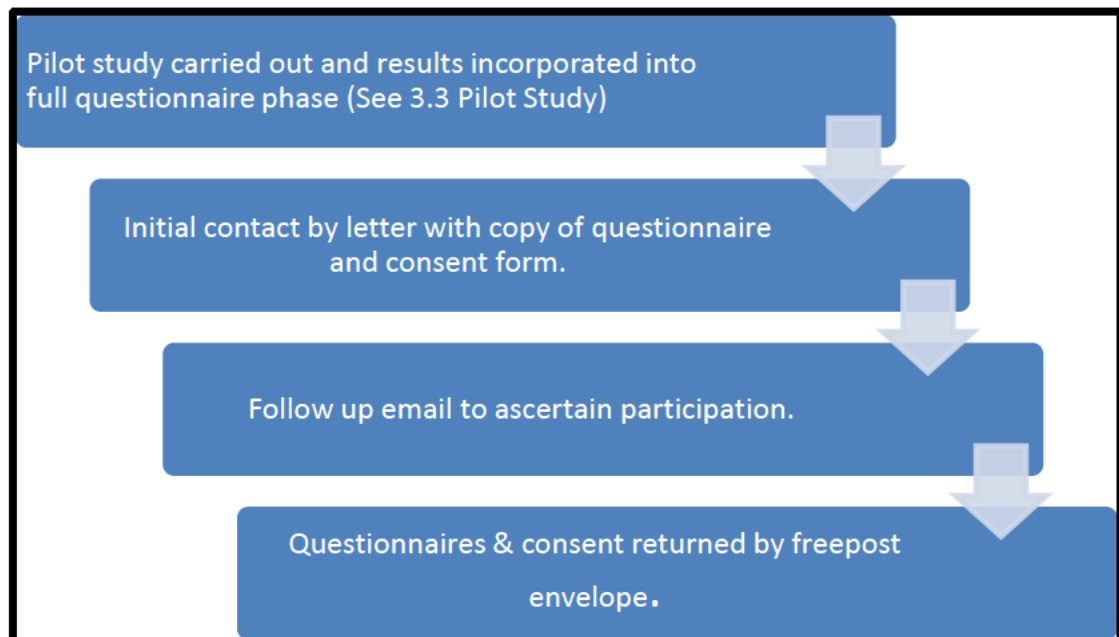 Pilot study carried out and results incorporated into
full questionnaire phase (See 3.3 Pilot Study)
Initial contact by letter with copy of questionnaire
and consent form.
Follow up email to ascertain participation.
Questionnaires & consent returned by freepost
envelope.